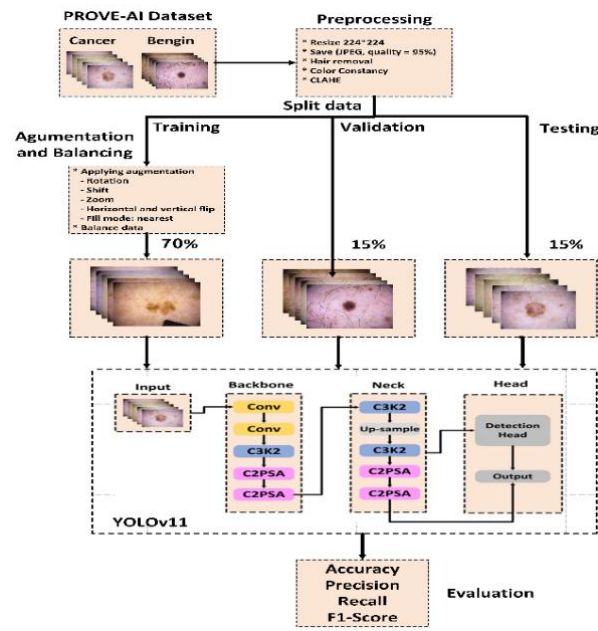 PROVE-AI Dataset
Cancer
Bengin
Preprocessing
* Resize 224*224
* Save (JPEG, quality = 95%)
* Hair removal
* Color Constancy
* CLAHE
Split data
Training
Validation
Testing
Agumentation
and Balancing
* Applying augmentation
- Rotation
- Shift
- Zoom
- Horizontal and vertical flip
- Fill mode: nearest
* Balance data
70%
15%
15%
Input
Backbone
Conv
Conv
C3K2
C2PSA
C2PSA
Neck
C3K2
Up-sample
C3K2
C2PSA
C2PSA
Head
Detection
Head
Output
YOLOv11
Accuracy
Precision
Recall
F1-Score
Evaluation